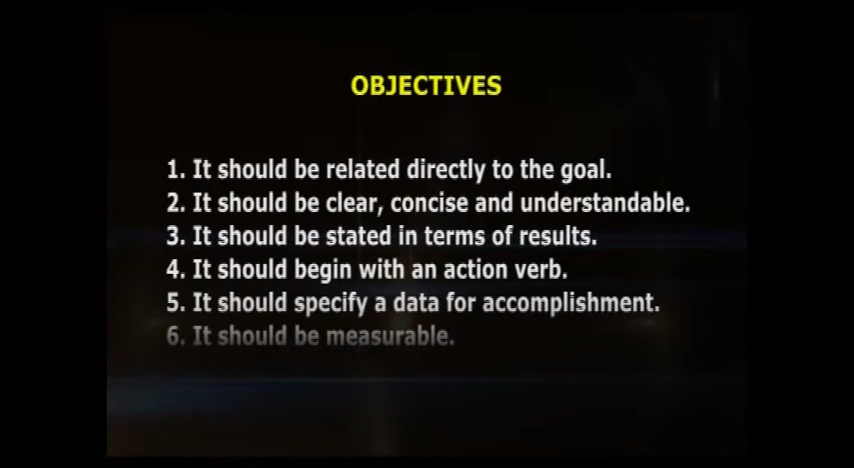 OBJECTIVES
1. It should be related directly to the goal.
2. It should be clear, concise and understandable.
3. It should be stated in terms of results.
4. It should begin with an action verb.
5. It should specify a data for accomplishment.
6. It should be measurable.